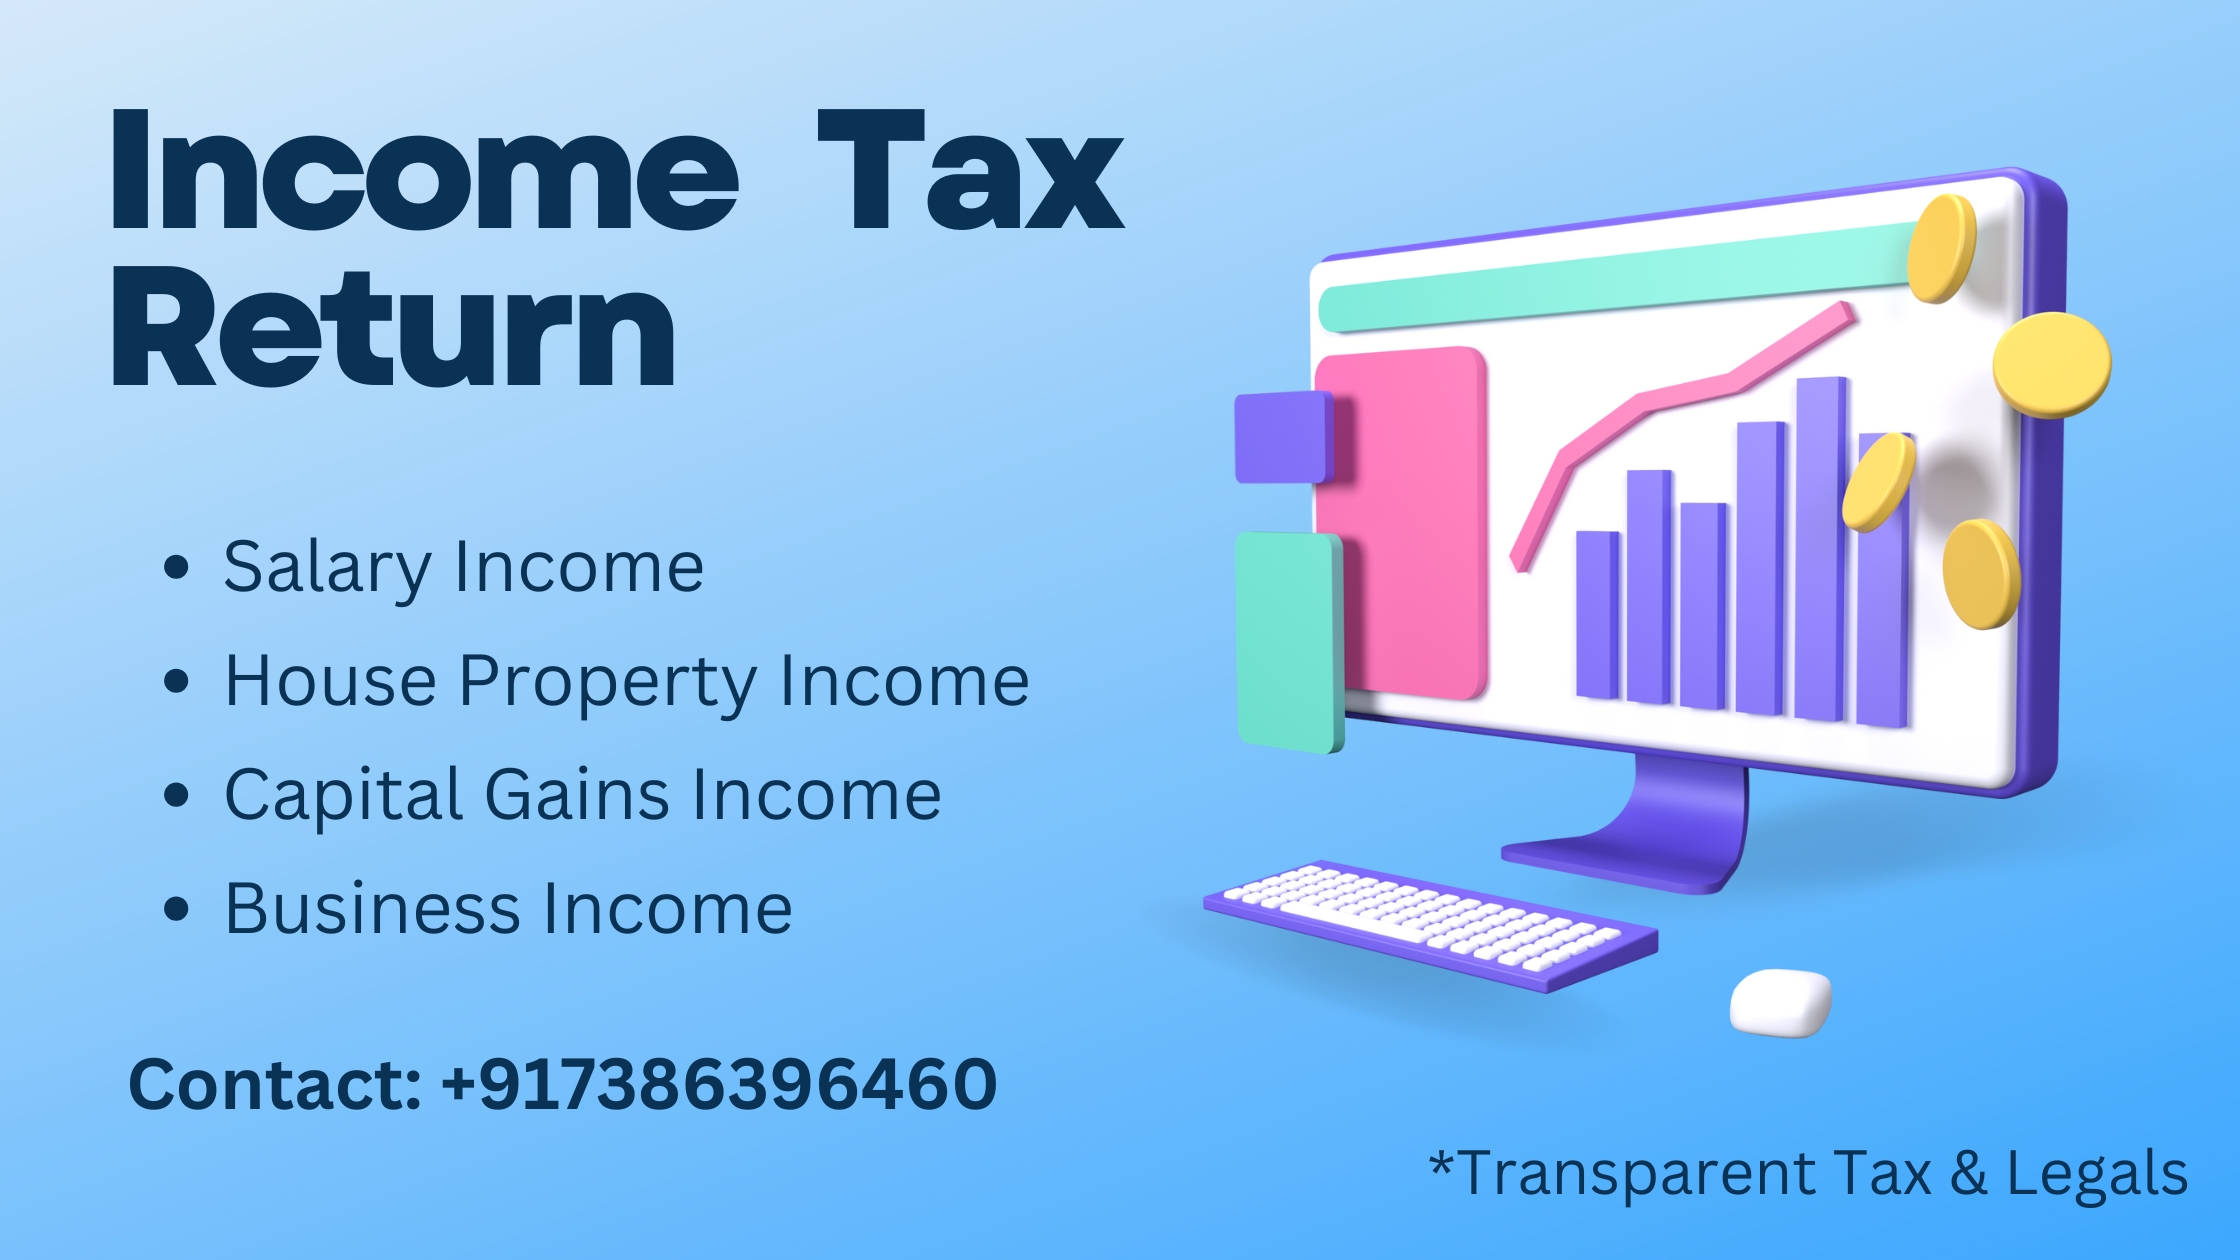 Income Tax
Return
• Salary Income
• House Property Income
• Capital Gains Income
• Business Income
Contact: +917386396460
*Transparent Tax & Legals